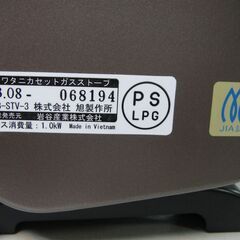 ワタニカセットガスストーブ
3.08- 068194
-STV-3 株式会社 旭製作所
発売元 岩谷産業株式会社
ス消費量：1.0kW Made in Vietnam
PS
LPG
JIA